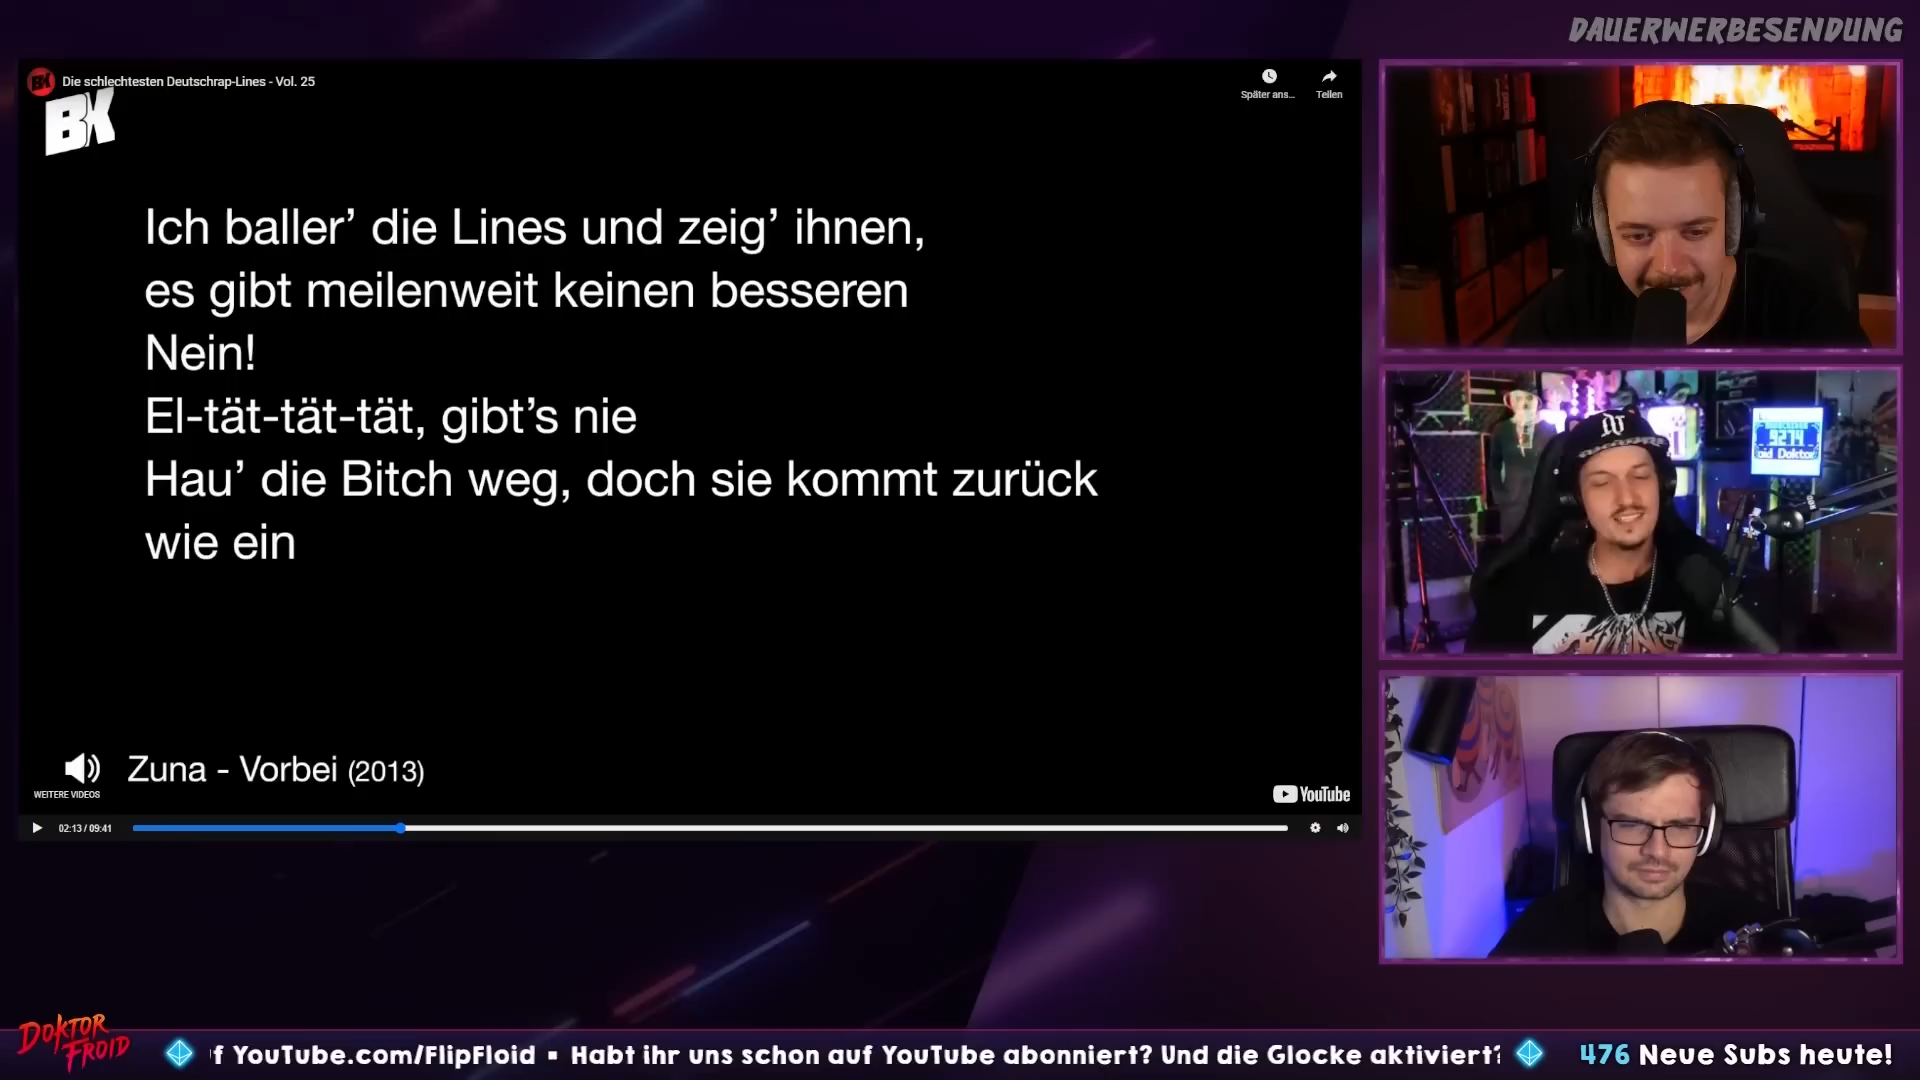 DAUERWERBESENDUNG
Die schlechtesten Deutschrap-Lines - Vol. 25
BK
Später ans...
Teilen
Ich baller’ die Lines und zeig’ ihnen,
es gibt meilenweit keinen besseren
Nein!
El-tät-tät-tät, gibt’s nie
Hau’ die Bitch weg, doch sie kommt zurück
wie ein
Zuna - Vorbei (2013)
WEITERE VIDEOS
YouTube
02:13 / 09:41
9274
aid Doktor
DOKTOR
FROID
f YouTube.com/FlipFloid ▪ Habt ihr uns schon auf YouTube abonniert? Und die Glocke aktiviert?
476 Neue Subs heute!